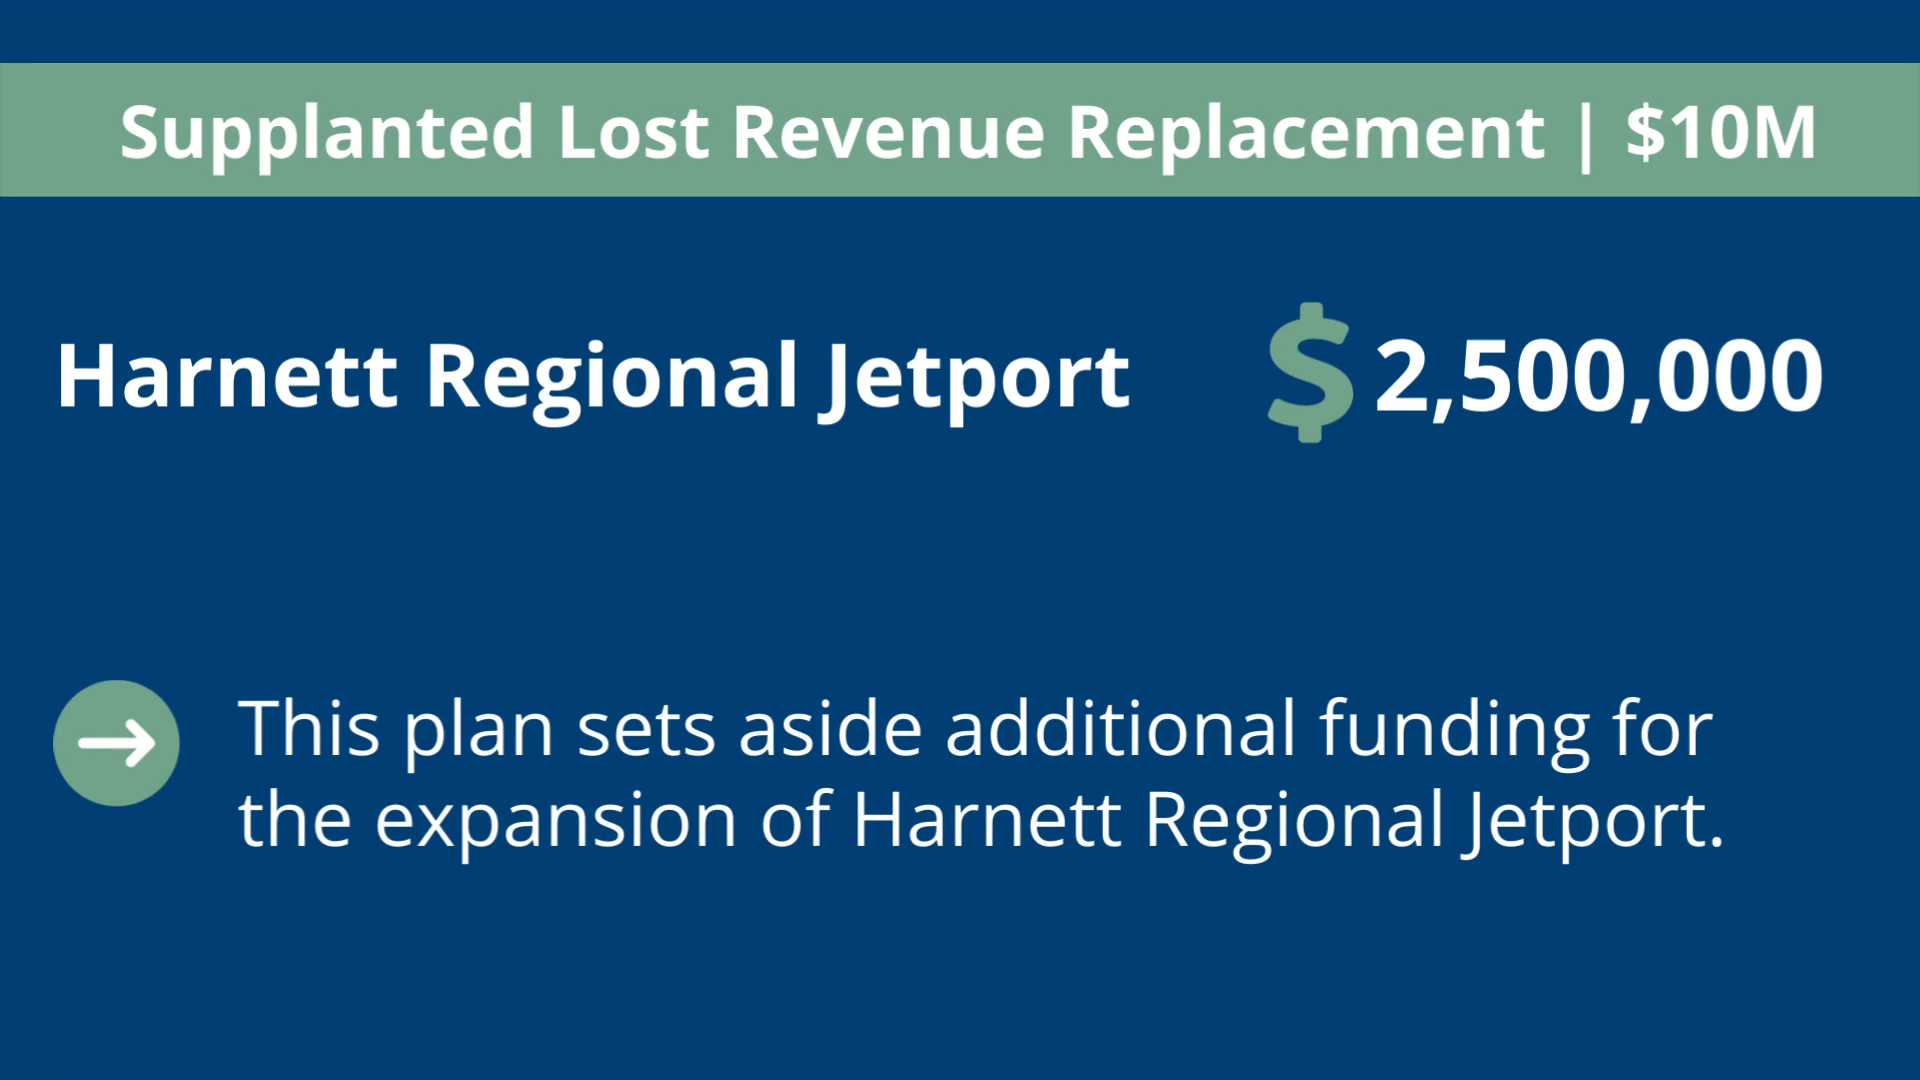 Supplanted Lost Revenue Replacement | $10M
Harnett Regional Jetport $2,500,000
This plan sets aside additional funding for
the expansion of Harnett Regional Jetport.